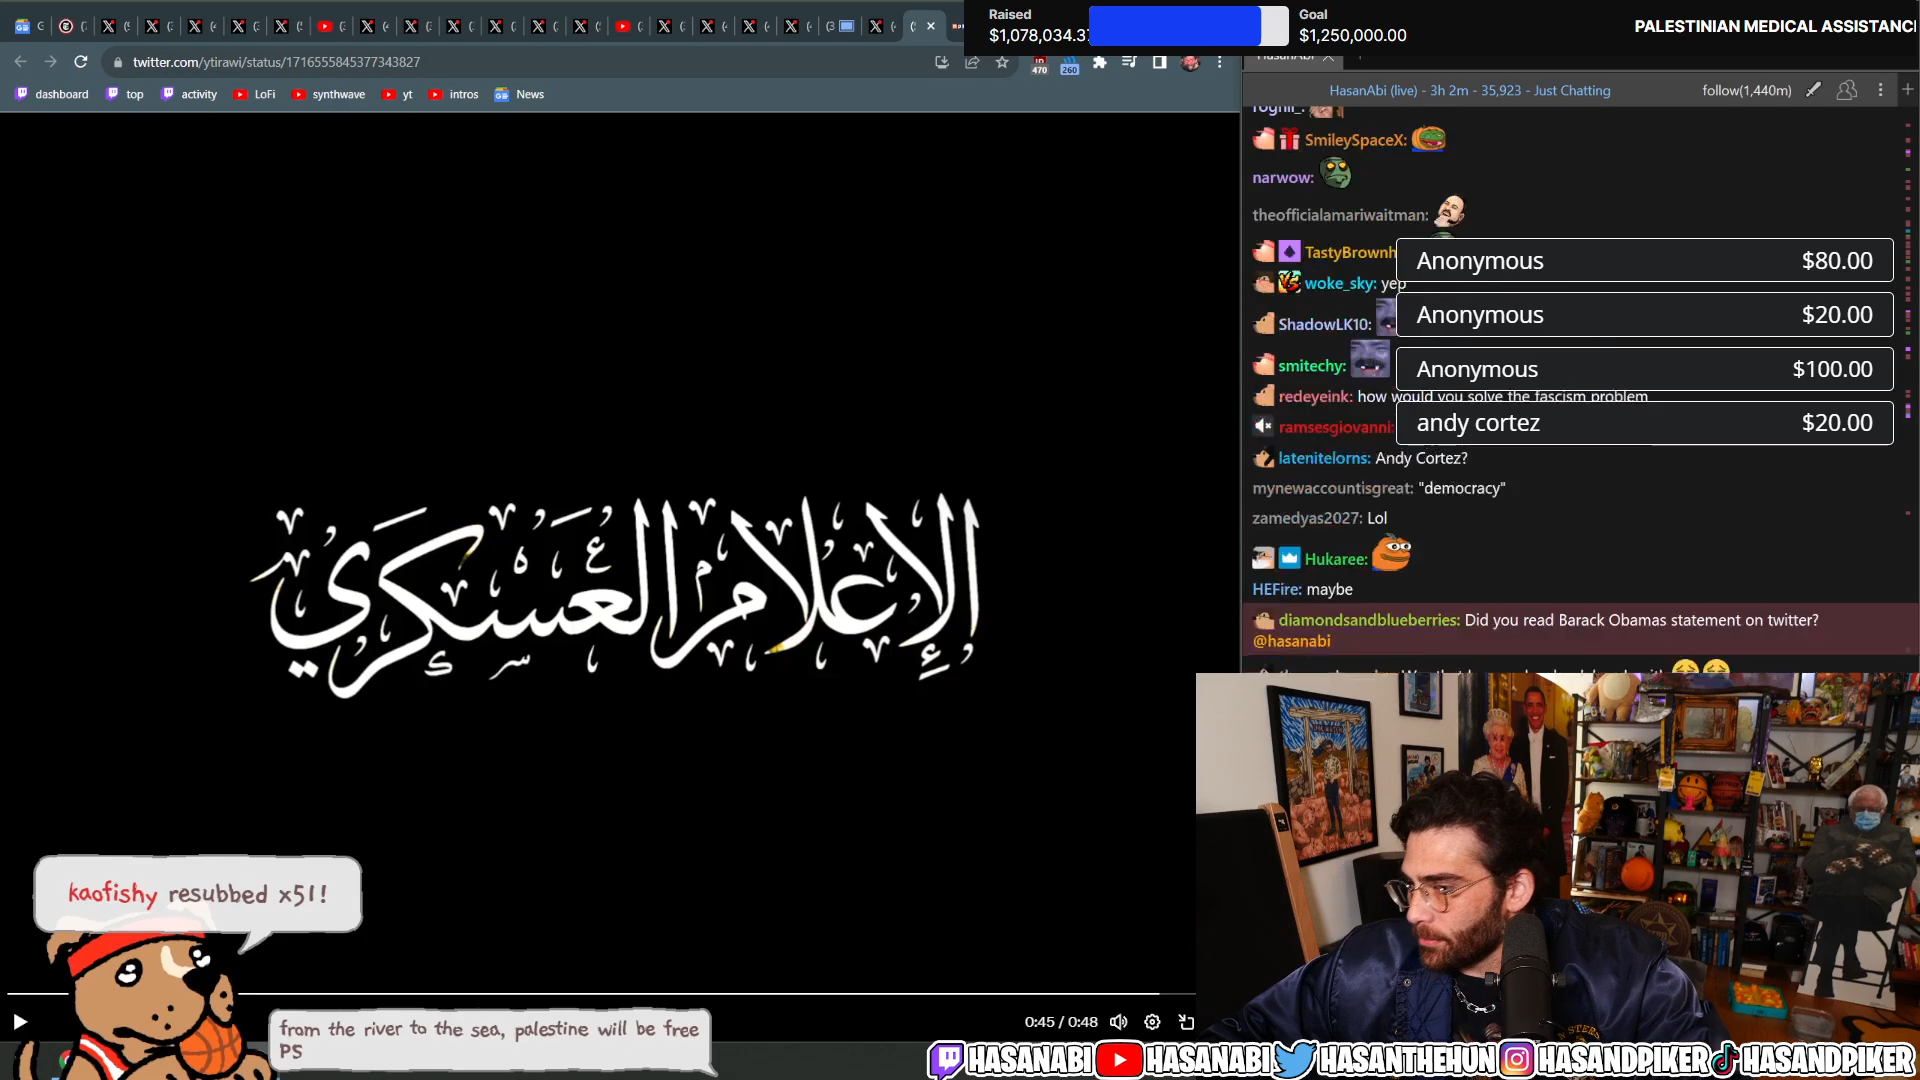 Raised
$1,078,034.37
Goal
$1,250,000.00
PALESTINIAN MEDICAL ASSISTANC
twitter.com/ytirawi/status/1716555845377343827
470
260
dashboard
top
activity
LoFi
synthwave
yt
intros
News
HasanAbi (live) - 3h 2m - 35,923 - Just Chatting
follow(1,440m)
SmileySpaceX:
narwow:
theofficialamariwaitman:
TastyBrownh
woke_sky: yep
ShadowLK10:
smitechy:
redeyeink: how would you solve the fascism problem
ramsesgiovanni:
latenitelorns: Andy Cortez?
mynewaccountisgreat: "democracy"
zamedyas2027: Lol
Hukaree:
HEFire: maybe
diamondsandblueberries: Did you read Barack Obamas statement on twitter?
@hasanabi
Anonymous $80.00
Anonymous $20.00
Anonymous $100.00
andy cortez $20.00
الإعلام العسكري
kaofishy resubbed x51!
from the river to the sea, palestine will be free
PS
0:45 / 0:48
HASANABI HASANABI HASANTHEHUN HASANDPIKER HASANDPIKER